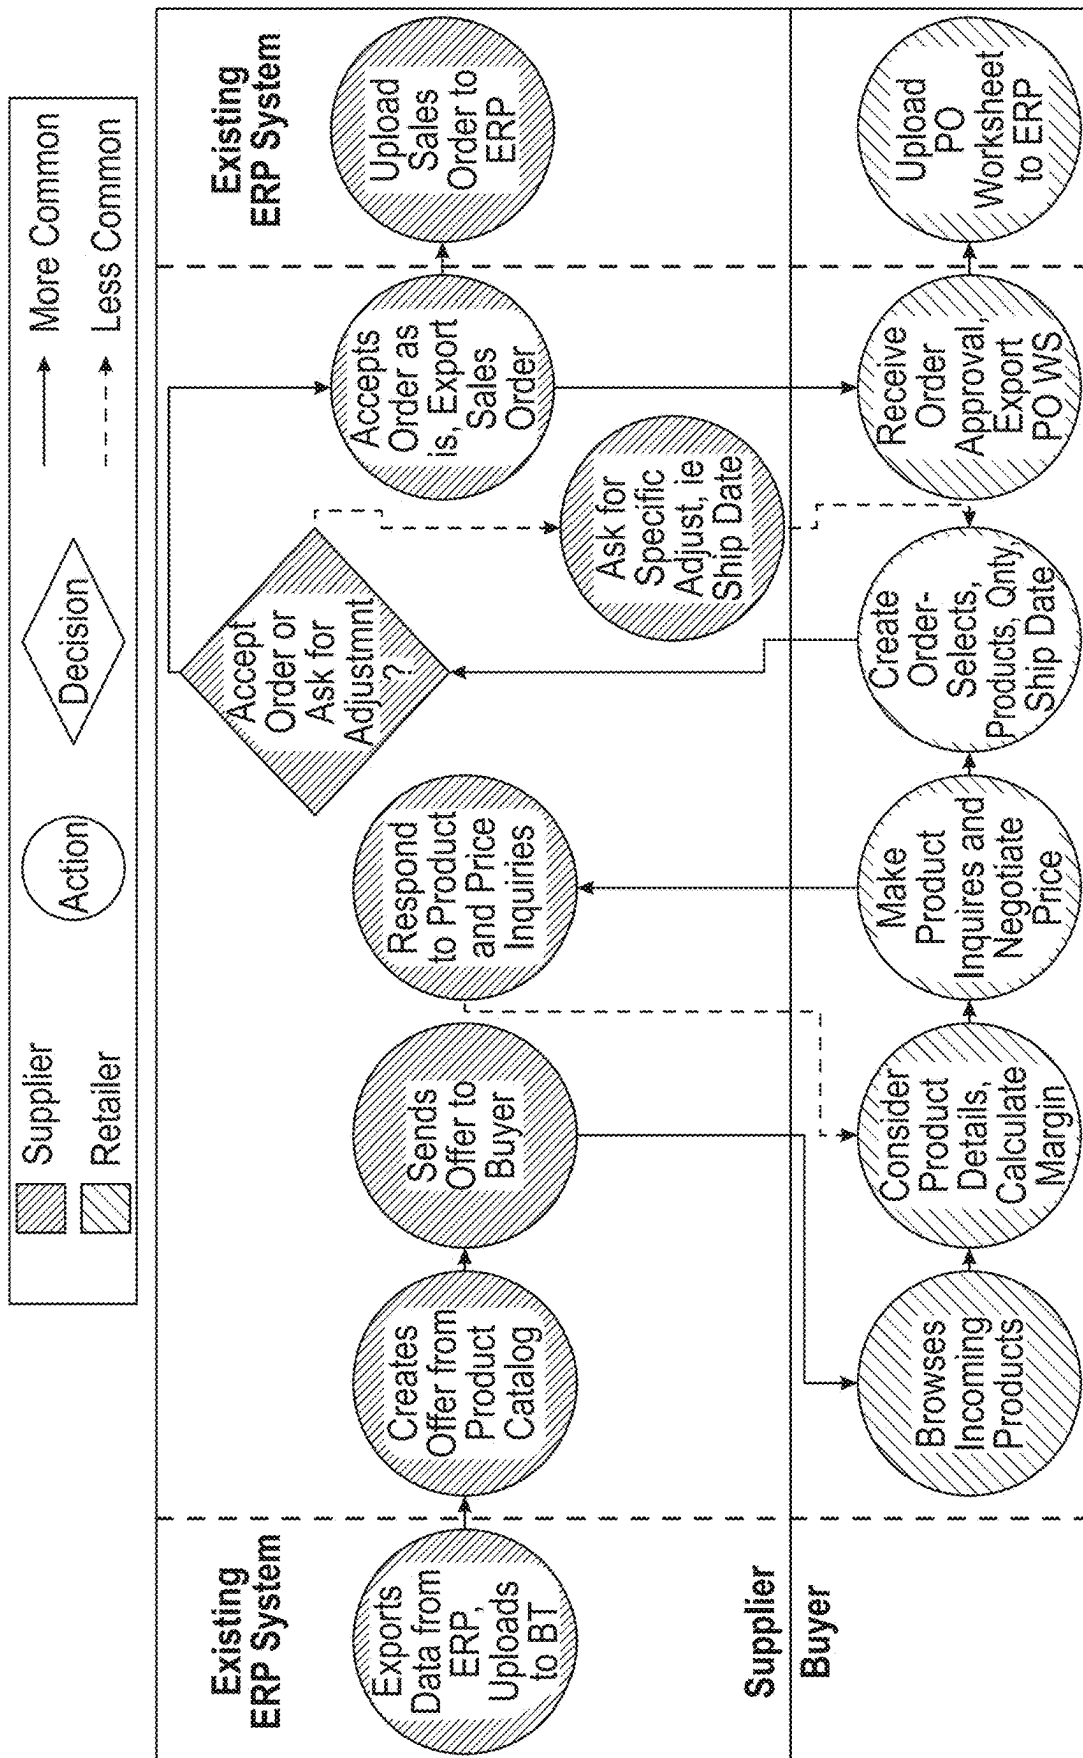 Supplier
Retailer
Action
Decision
More Common
Less Common
Existing
ERP System
Existing
ERP System
Exports
Data from
ERP,
Uploads
to BT
Creates
Offer from
Product
Catalog
Sends
Offer to
Buyer
Respond
to Product
and Price
Inquiries
Accept
Order or
Ask for
Adjustmnt
?
Ask for
Specific
Adjust, ie
Ship Date
Accepts
Order as
is, Export
Sales
Order
Upload
Sales
Order to
ERP
Supplier
Buyer
Browses
Incoming
Products
Consider
Product
Details,
Calculate
Margin
Make
Product
Inquires and
Negotiate
Price
Create
Order-
Selects,
Products, Qnty,
Ship Date
Receive
Order
Approval,
Export
PO WS
Upload
PO
Worksheet
to ERP